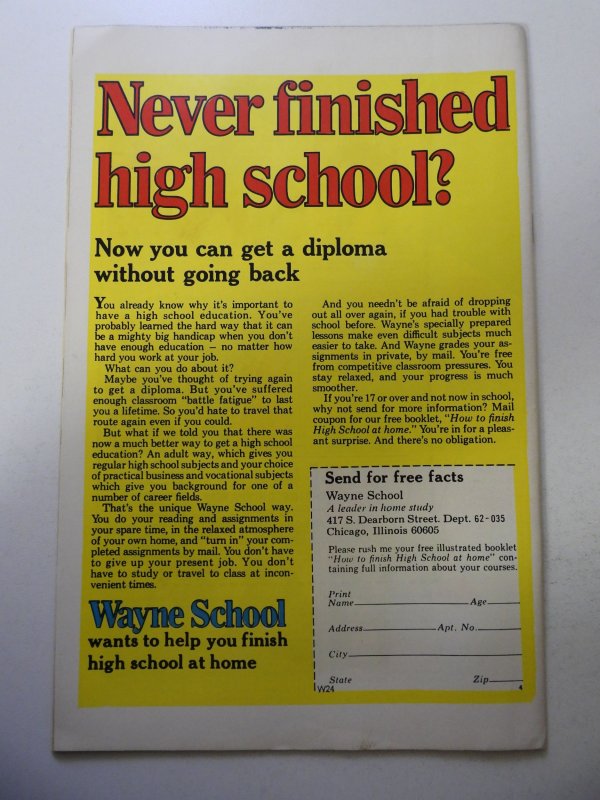 Never finished
high school?
Now you can get a diploma
without going back
You already know why it's important to
have a high school education. You've
probably learned the hard way that it can
be a mighty big handicap when you don't
have enough education — no matter how
hard you work at your job.
What can you do about it?
Maybe you've thought of trying again
to get a diploma. But you've suffered
enough classroom "battle fatigue" to last
you a lifetime. So you'd hate to travel that
route again even if you could.
But what if we told you that there was
now a much better way to get a high school
education? An adult way, which gives you
regular high school subjects and your choice
of practical business and vocational subjects
which give you background for one of a
number of career fields.
That's the unique Wayne School way.
You do your reading and assignments in
your spare time, in the relaxed atmosphere
of your own home, and "turn in" your com-
pleted assignments by mail. You don't have
to give up your present job. You don't
have to study or travel to class at incon-
venient times.
Wayne School
wants to help you finish
high school at home
And you needn't be afraid of dropping
out all over again, if you had trouble with
school before. Wayne's specially prepared
lessons make even difficult subjects much
easier to take. And Wayne grades your as-
signments in private, by mail. You're free
from competitive classroom pressures. You
stay relaxed, and your progress is much
smoother.
If you're 17 or over and not now in school,
why not send for more information? Mail
coupon for our free booklet, "How to finish
High School at home." You're in for a pleas-
ant surprise. And there's no obligation.
Send for free facts
Wayne School
A leader in home study
417 S. Dearborn Street. Dept. 62-035
Chicago, Illinois 60605
Please rush me your free illustrated booklet
"How to finish High School at home" con-
taining full information about your courses.
Print
Name Age
Address Apt. No.
City
State Zip
W24 4